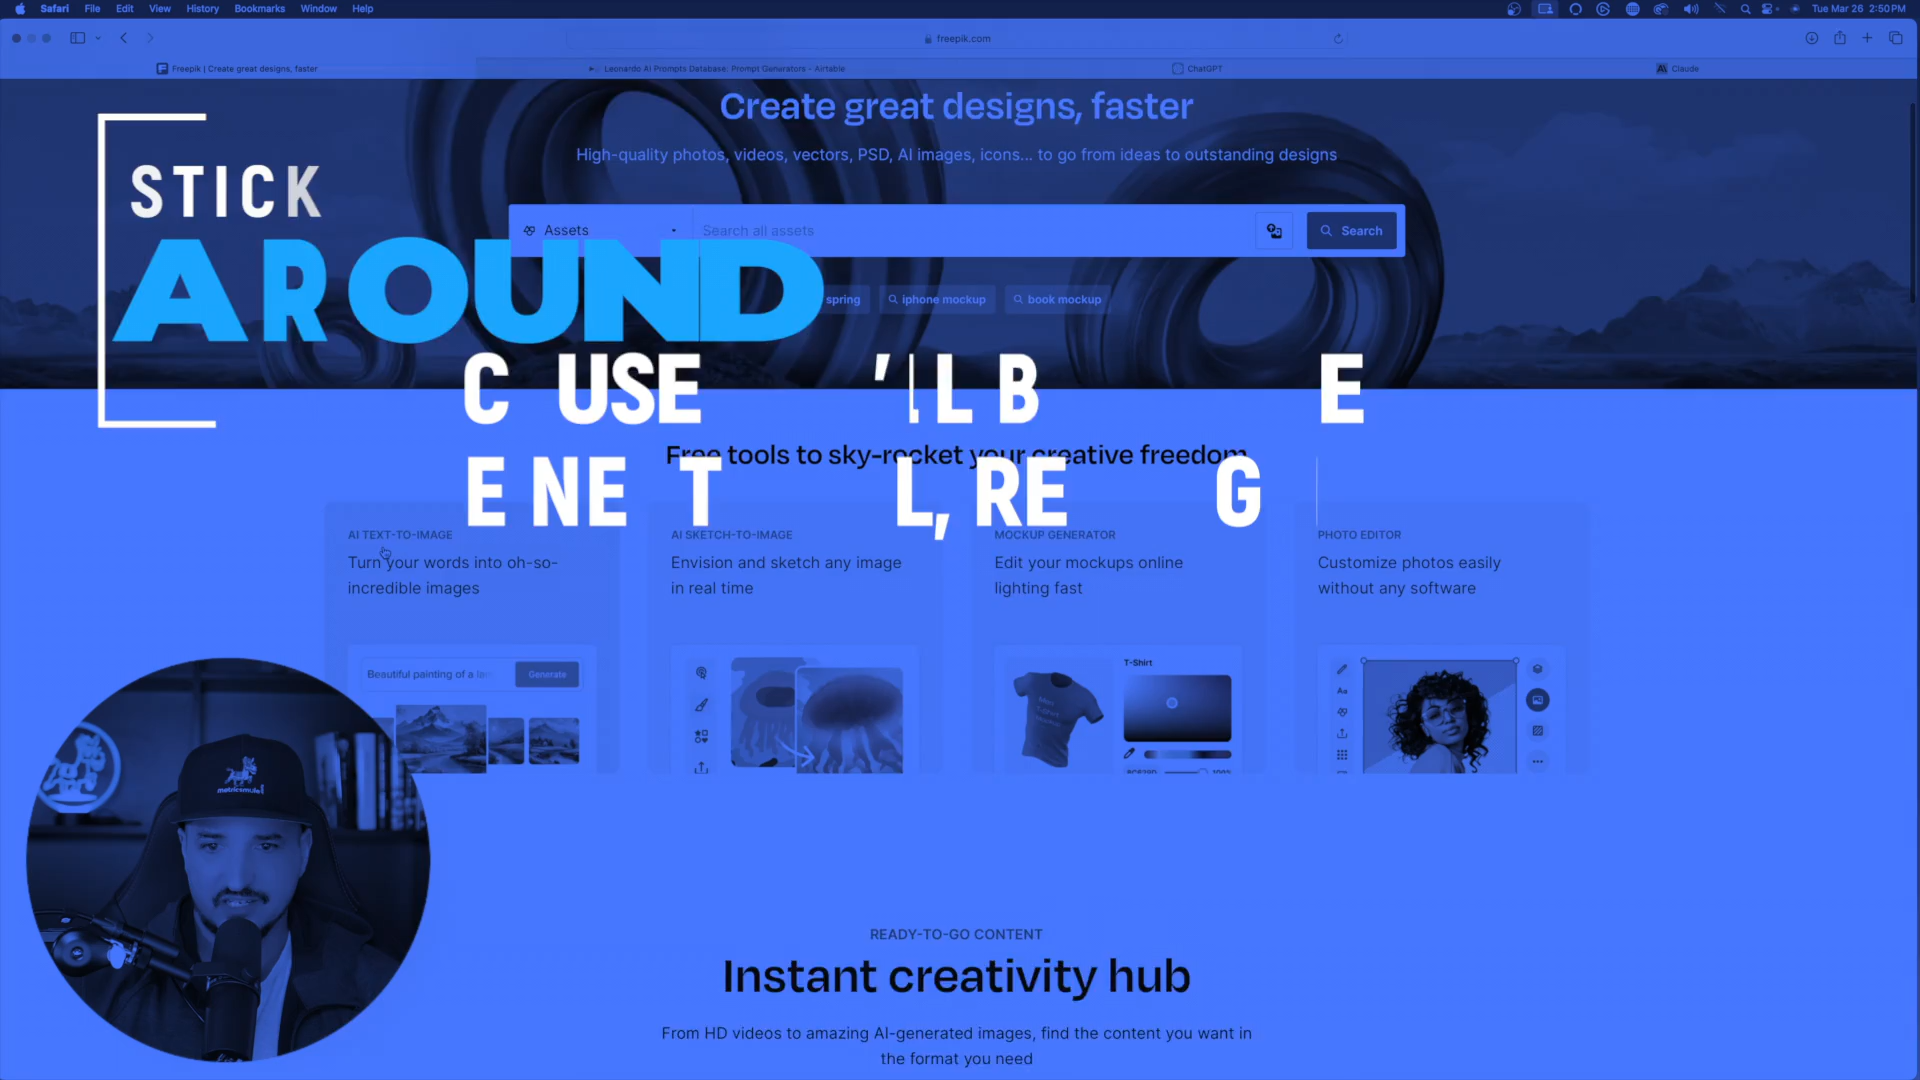 Safari File Edit View History Bookmarks Window Help
Tue Mar 26 2:50 PM
freepik.com
Freepik | Create great designs, faster
Leonardo AI Prompts Database: Prompt Generators - Airtable
ChatGPT
Claude
Create great designs, faster
High-quality photos, videos, vectors, PSD, AI images, icons... to go from ideas to outstanding designs
STICK
AROUND
Assets
Search all assets
Search
spring
iphone mockup
book mockup
C USE 'LL B E
E NE T L, RE G
Free tools to sky-rocket your creative freedom
AI TEXT-TO-IMAGE
Turn your words into oh-so-
incredible images
Beautiful painting of a
Generate
AI SKETCH-TO-IMAGE
Envision and sketch any image
in real time
MOCKUP GENERATOR
Edit your mockups online
lighting fast
T-Shirt
PHOTO EDITOR
Customize photos easily
without any software
Aa
metricsmule
READY-TO-GO CONTENT
Instant creativity hub
From HD videos to amazing AI-generated images, find the content you want in
the format you need